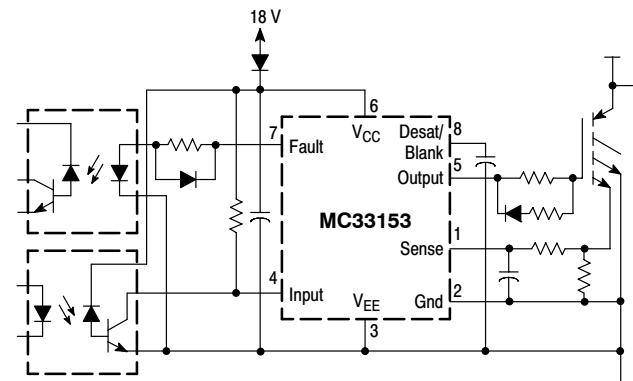 18 V
6
7
Fault
VCC
Desat/
Blank
8
5
Output
MC33153
Sense
1
4
Input
VEE
Gnd
2
3